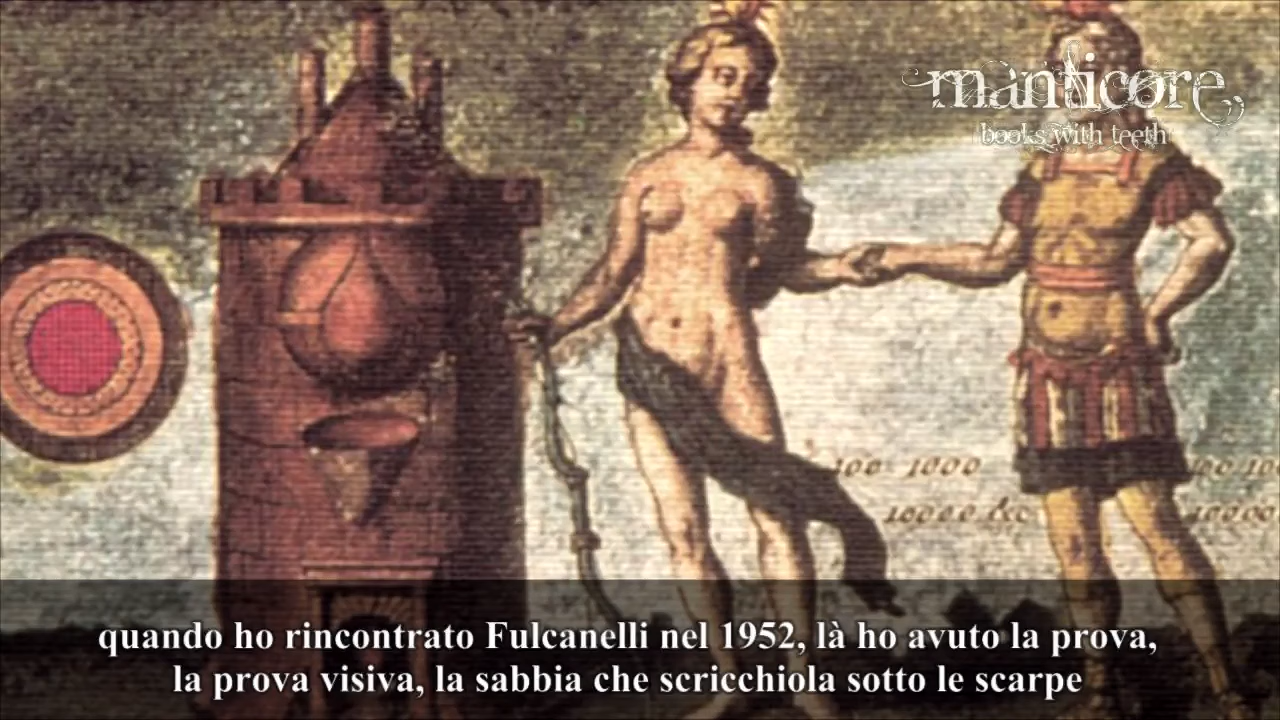 manticore
books with teeth
100 1000
10000 &c
quando ho rincontrato Fulcanelli nel 1952, là ho avuto la prova,
la prova visiva, la sabbia che scricchiola sotto le scarpe